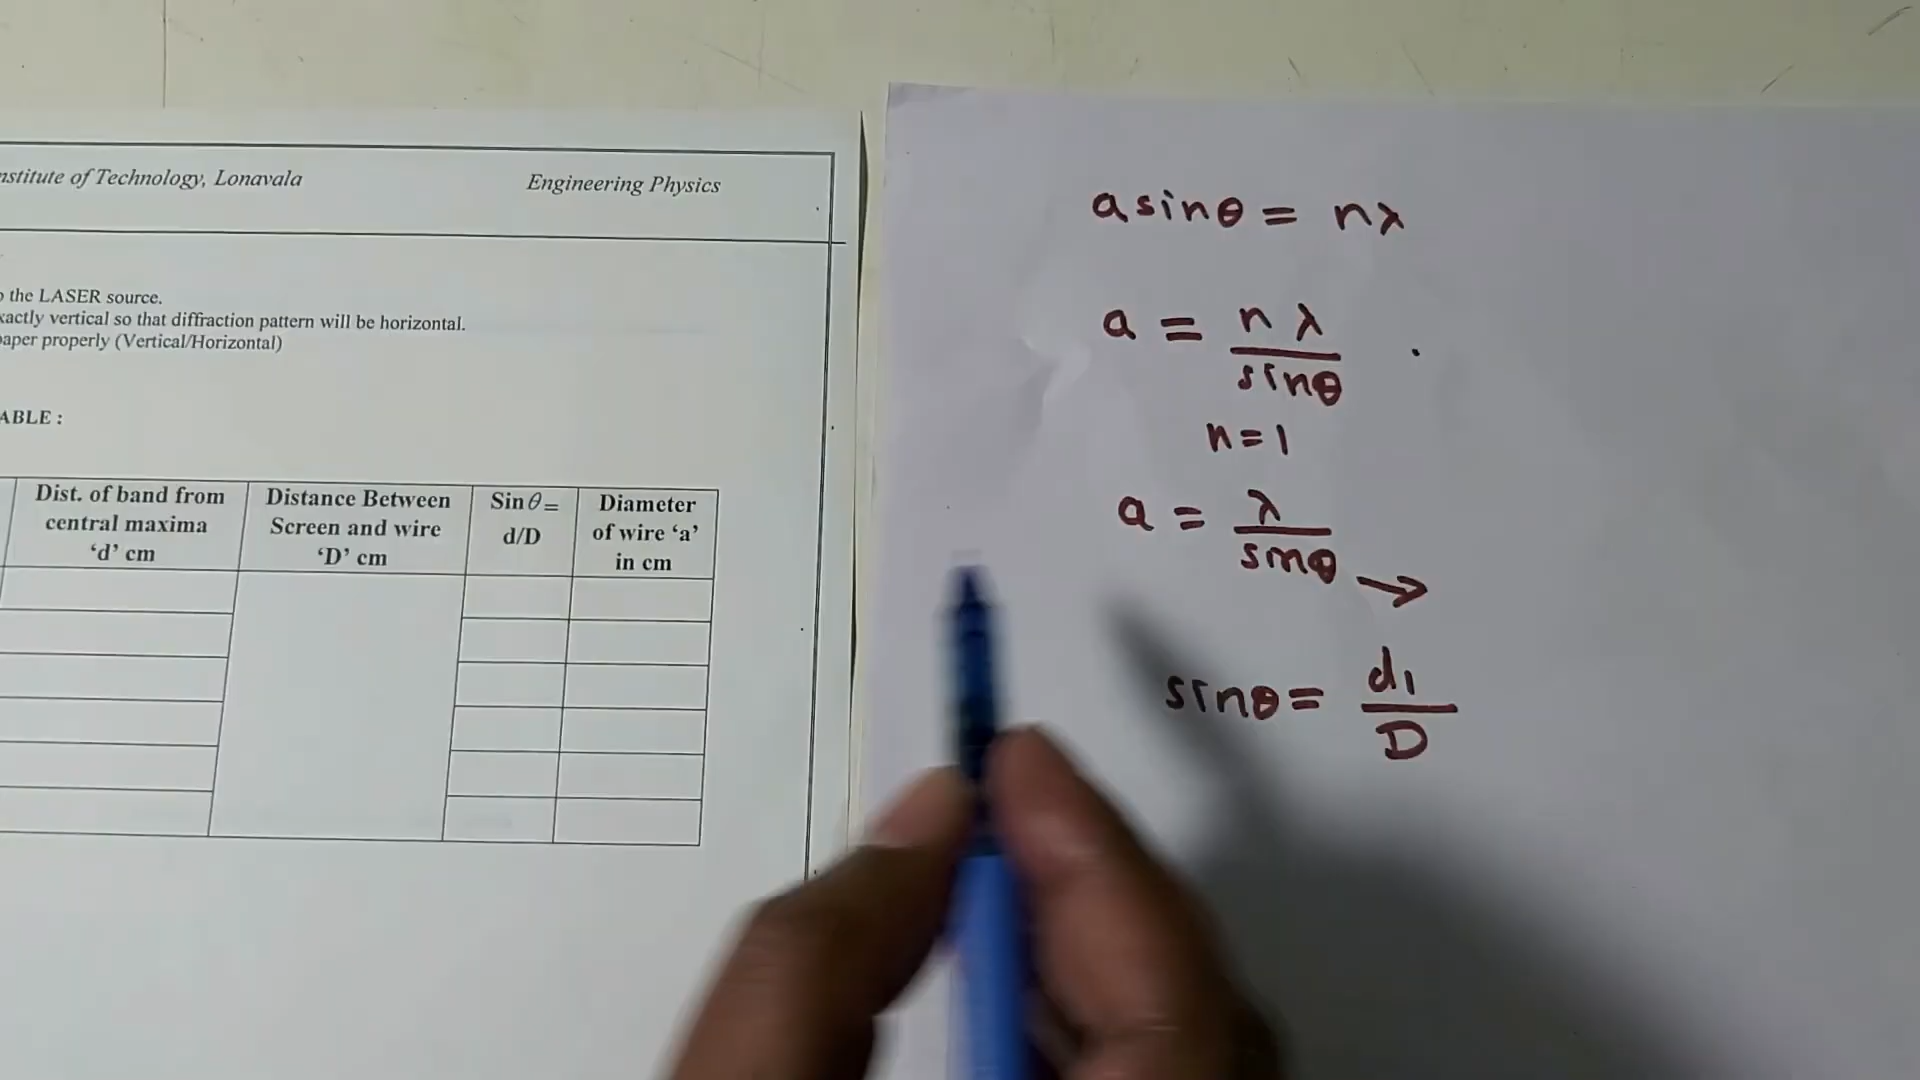 nstitute of Technology, Lonavala Engineering Physics
the LASER source.
xactly vertical so that diffraction pattern will be horizontal.
aper properly (Vertical/Horizontal)
ABLE :
Dist. of band from
central maxima
‘d’ cm
Distance Between
Screen and wire
‘D’ cm
Sin θ =
d/D
Diameter
of wire ‘a’
in cm
a sinθ = nλ
a = nλ
sinθ
n = 1
a = λ
sinθ →
sinθ = d1
D